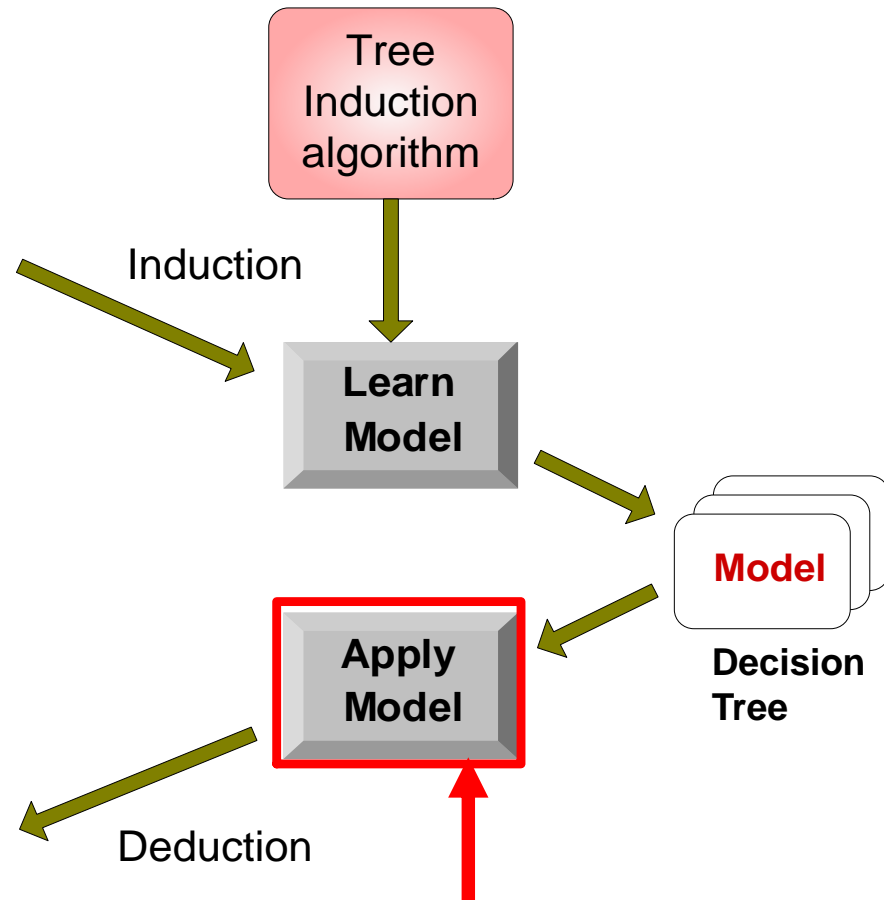 Tree
Induction
algorithm
Induction
Learn
Model
Model
Decision
Tree
Apply
Model
Deduction